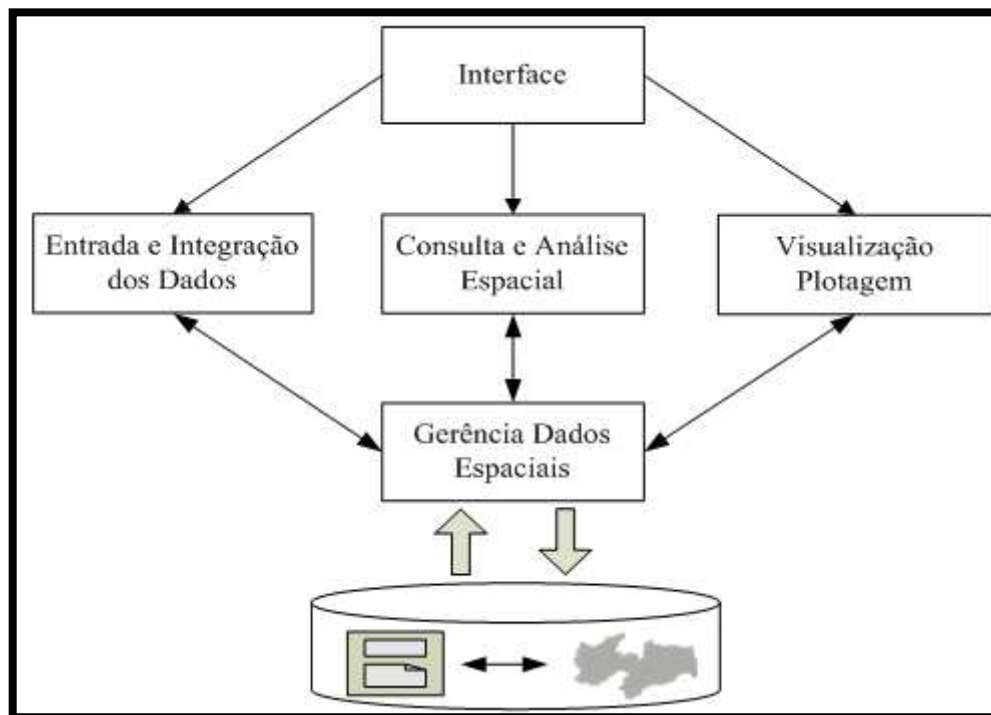 Interface
Entrada e Integração
dos Dados
Consulta e Análise
Espacial
Visualização
Plotagem
Gerência Dados
Espaciais